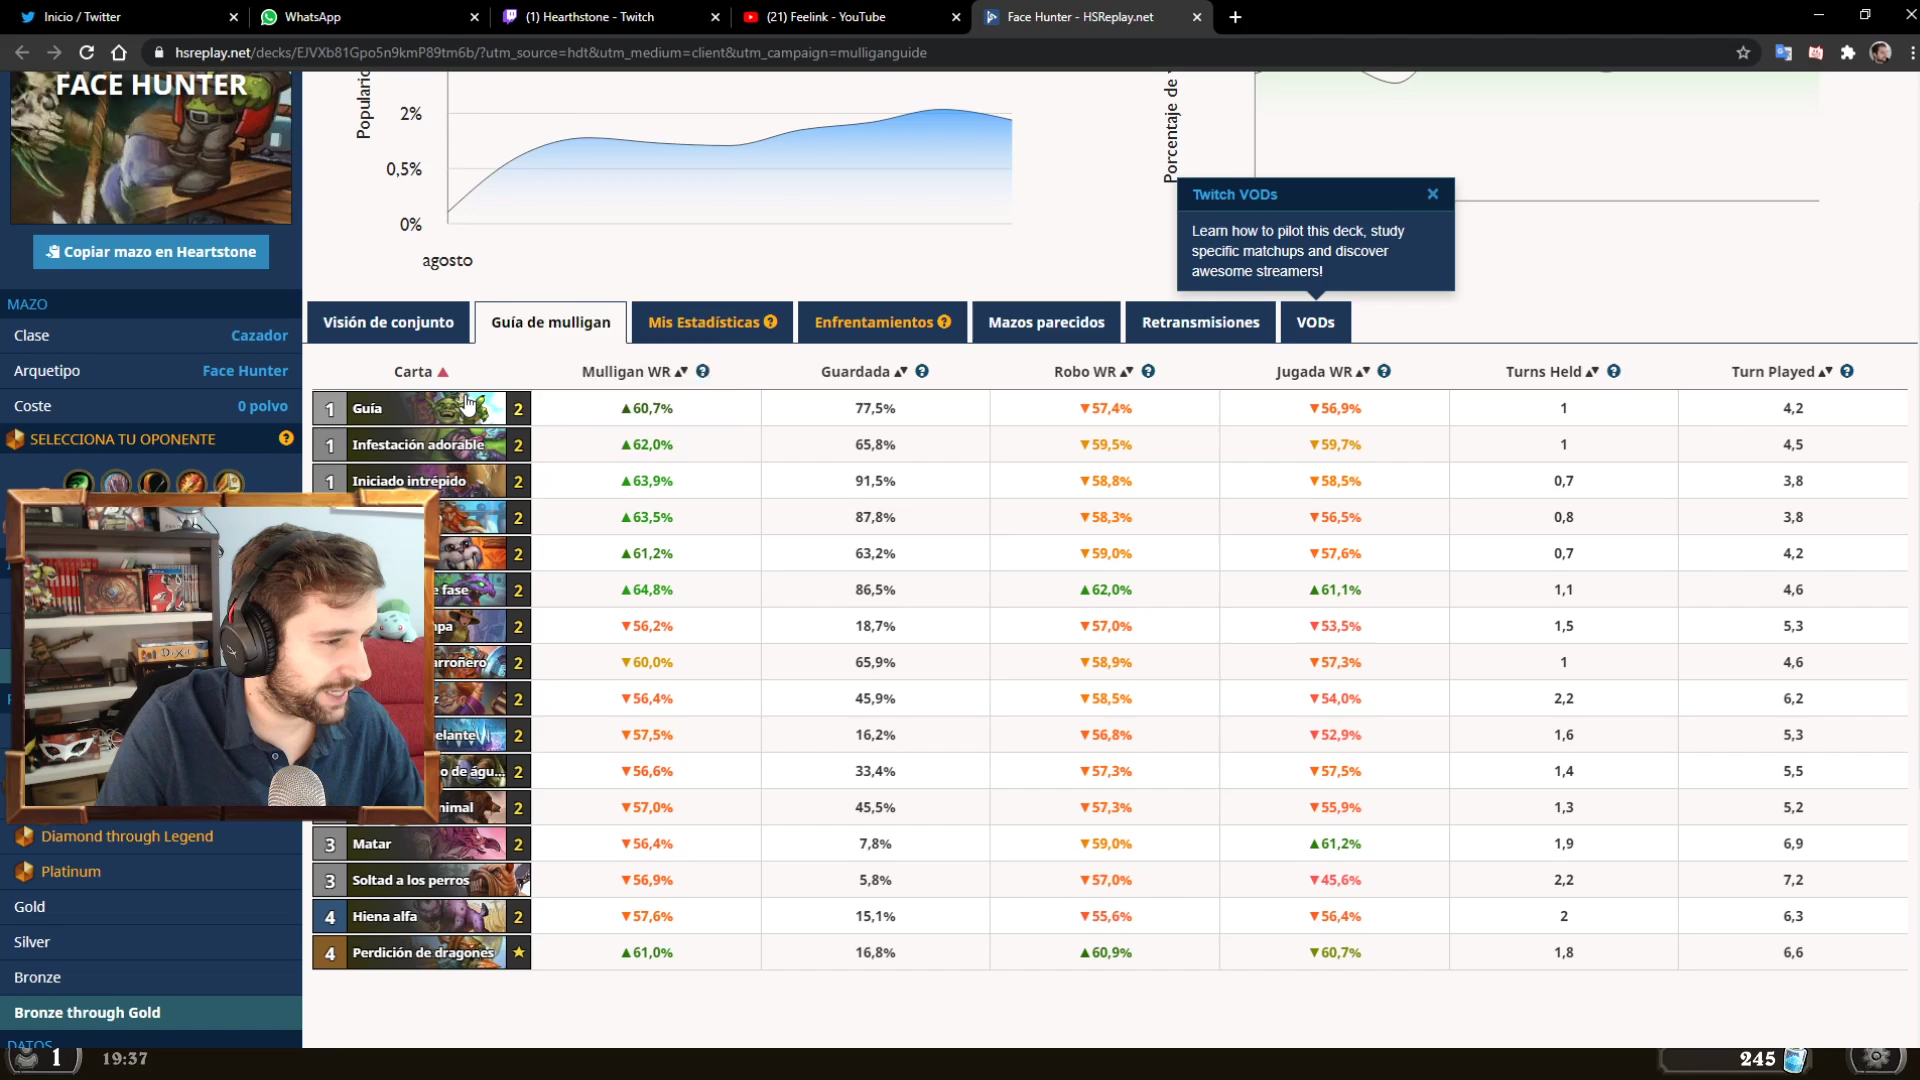 Inicio / Twitter
WhatsApp
(1) Hearthstone - Twitch
(21) Feelink - YouTube
Face Hunter - HSReplay.net
hsreplay.net/decks/EJVXb81Gpo5n9kmP89tm6b/?utm_source=hdt&utm_medium=client&utm_campaign=mulliganguide
FACE HUNTER
Copiar mazo en Heartstone
MAZO
Clase Cazador
Arquetipo Face Hunter
Coste 0 polvo
SELECCIONA TU OPONENTE
Diamond through Legend
Platinum
Gold
Silver
Bronze
Bronze through Gold
DATOS
2%
0,5%
0%
agosto
Porcentaje de
Twitch VODs
Learn how to pilot this deck, study
specific matchups and discover
awesome streamers!
Visión de conjunto Guía de mulligan Mis Estadísticas Enfrentamientos Mazos parecidos Retransmisiones VODs
Carta Mulligan WR Guardada Robo WR Jugada WR Turns Held Turn Played
1 Guía 2 ▲60,7% 77,5% ▼57,4% ▼56,9% 1 4,2
1 Infestación adorable 2 ▲62,0% 65,8% ▼59,5% ▼59,7% 1 4,5
1 Iniciado intrépido 2 ▲63,9% 91,5% ▼58,8% ▼58,5% 0,7 3,8
2 ▲63,5% 87,8% ▼58,3% ▼56,5% 0,8 3,8
2 ▲61,2% 63,2% ▼59,0% ▼57,6% 0,7 4,2
fase 2 ▲64,8% 86,5% ▲62,0% ▲61,1% 1,1 4,6
2 ▼56,2% 18,7% ▼57,0% ▼53,5% 1,5 5,3
2 ▼60,0% 65,9% ▼58,9% ▼57,3% 1 4,6
2 ▼56,4% 45,9% ▼58,5% ▼54,0% 2,2 6,2
2 ▼57,5% 16,2% ▼56,8% ▼52,9% 1,6 5,3
de águ... 2 ▼56,6% 33,4% ▼57,3% ▼57,5% 1,4 5,5
2 ▼57,0% 45,5% ▼57,3% ▼55,9% 1,3 5,2
3 Matar 2 ▼56,4% 7,8% ▼59,0% ▲61,2% 1,9 6,9
3 Soltad a los perros ▼56,9% 5,8% ▼57,0% ▼45,6% 2,2 7,2
4 Hiena alfa 2 ▼57,6% 15,1% ▼55,6% ▼56,4% 2 6,3
4 Perdición de dragones ★ ▲61,0% 16,8% ▲60,9% ▼60,7% 1,8 6,6
1 19:37
245